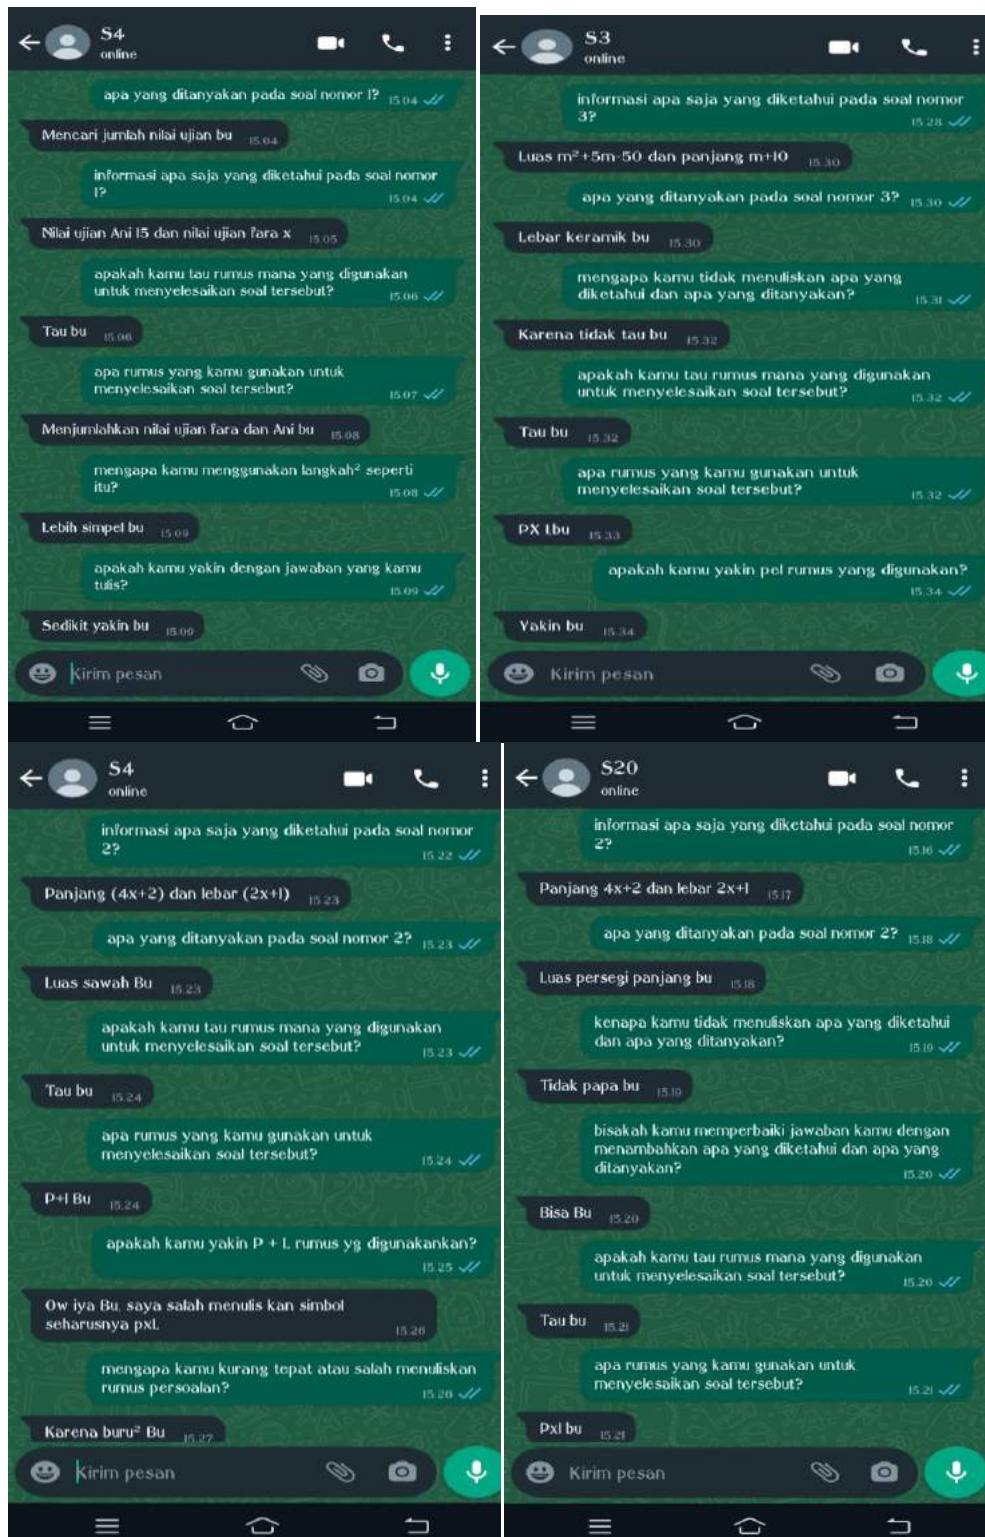 S4
online
apa yang ditanyakan pada soal nomor 1? 15.04
Mencari jumlah nilai ujian bu 15.04
informasi apa saja yang diketahui pada soal nomor
1? 15.04
Nilai ujian Ani 15 dan nilai ujian fara x 15.05
apakah kamu tau rumus mana yang digunakan
untuk menyelesaikan soal tersebut? 15.06
Tau bu 15.06
apa rumus yang kamu gunakan untuk
menyelesaikan soal tersebut? 15.07
Menjumlahkan nilai ujian fara dan Ani bu 15.08
mengapa kamu menggunakan langkah² seperti
itu? 15.08
Lebih simpel bu 15.09
apakah kamu yakin dengan jawaban yang kamu
tulis? 15.09
Sedikit yakin bu 15.09
Kirim pesan
S3
online
informasi apa saja yang diketahui pada soal nomor
3? 15.28
Luas m²+5m-50 dan panjang m+10 15.30
apa yang ditanyakan pada soal nomor 3? 15.30
Lebar keramik bu 15.30
mengapa kamu tidak menuliskan apa yang
diketahui dan apa yang ditanyakan? 15.31
Karena tidak tau bu 15.32
apakah kamu tau rumus mana yang digunakan
untuk menyelesaikan soal tersebut? 15.32
Tau bu 15.32
apa rumus yang kamu gunakan untuk
menyelesaikan soal tersebut? 15.32
PX l.bu 15.33
apakah kamu yakin pxl rumus yang digunakan?
15.34
Yakin bu 15.34
Kirim pesan
S4
online
informasi apa saja yang diketahui pada soal nomor
2? 15.22
Panjang (4x+2) dan lebar (2x+1) 15.23
apa yang ditanyakan pada soal nomor 2? 15.23
Luas sawah Bu 15.23
apakah kamu tau rumus mana yang digunakan
untuk menyelesaikan soal tersebut? 15.23
Tau bu 15.24
apa rumus yang kamu gunakan untuk
menyelesaikan soal tersebut? 15.24
P+l Bu 15.24
apakah kamu yakin P + L rumus yg digunakankan?
15.25
Ow iya Bu, saya salah menulis kan simbol
seharusnya pxL 15.26
mengapa kamu kurang tepat atau salah menuliskan
rumus persoalan? 15.26
Karena buru² Bu 15.27
Kirim pesan
S20
online
informasi apa saja yang diketahui pada soal nomor
2? 15.16
Panjang 4x+2 dan lebar 2x+1 15.17
apa yang ditanyakan pada soal nomor 2? 15.18
Luas persegi panjang bu 15.18
kenapa kamu tidak menuliskan apa yang diketahui
dan apa yang ditanyakan? 15.19
Tidak papa bu 15.19
bisakah kamu memperbaiki jawaban kamu dengan
menambahkan apa yang diketahui dan apa yang
ditanyakan? 15.20
Bisa Bu 15.20
apakah kamu tau rumus mana yang digunakan
untuk menyelesaikan soal tersebut? 15.20
Tau bu 15.21
apa rumus yang kamu gunakan untuk
menyelesaikan soal tersebut? 15.21
Pxl bu 15.21
Kirim pesan